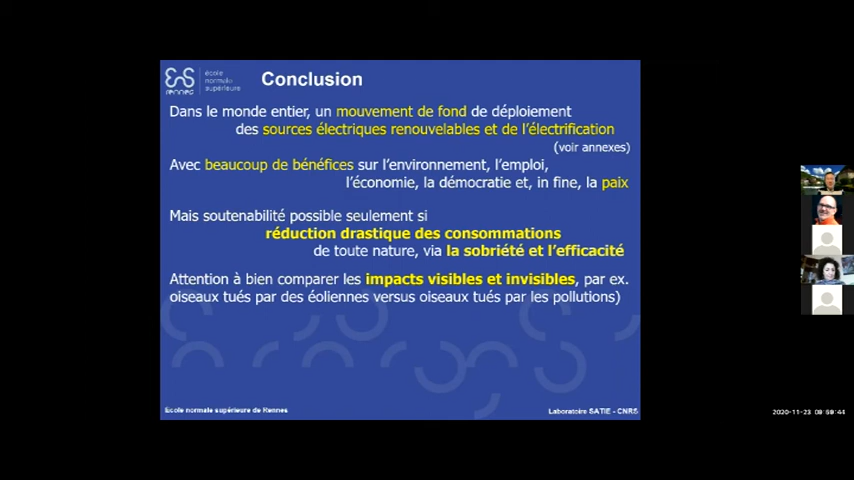 école
normale
supérieure
RENNES
Conclusion
Dans le monde entier, un mouvement de fond de déploiement
des sources électriques renouvelables et de l'électrification
(voir annexes)
Avec beaucoup de bénéfices sur l'environnement, l'emploi,
l'économie, la démocratie et, in fine, la paix
Mais soutenabilité possible seulement si
réduction drastique des consommations
de toute nature, via la sobriété et l'efficacité
Attention à bien comparer les impacts visibles et invisibles, par ex.
oiseaux tués par des éoliennes versus oiseaux tués par les pollutions)
Ecole normale supérieure de Rennes
Laboratoire SATIE - CNRS
2020-11-23 09:59:44